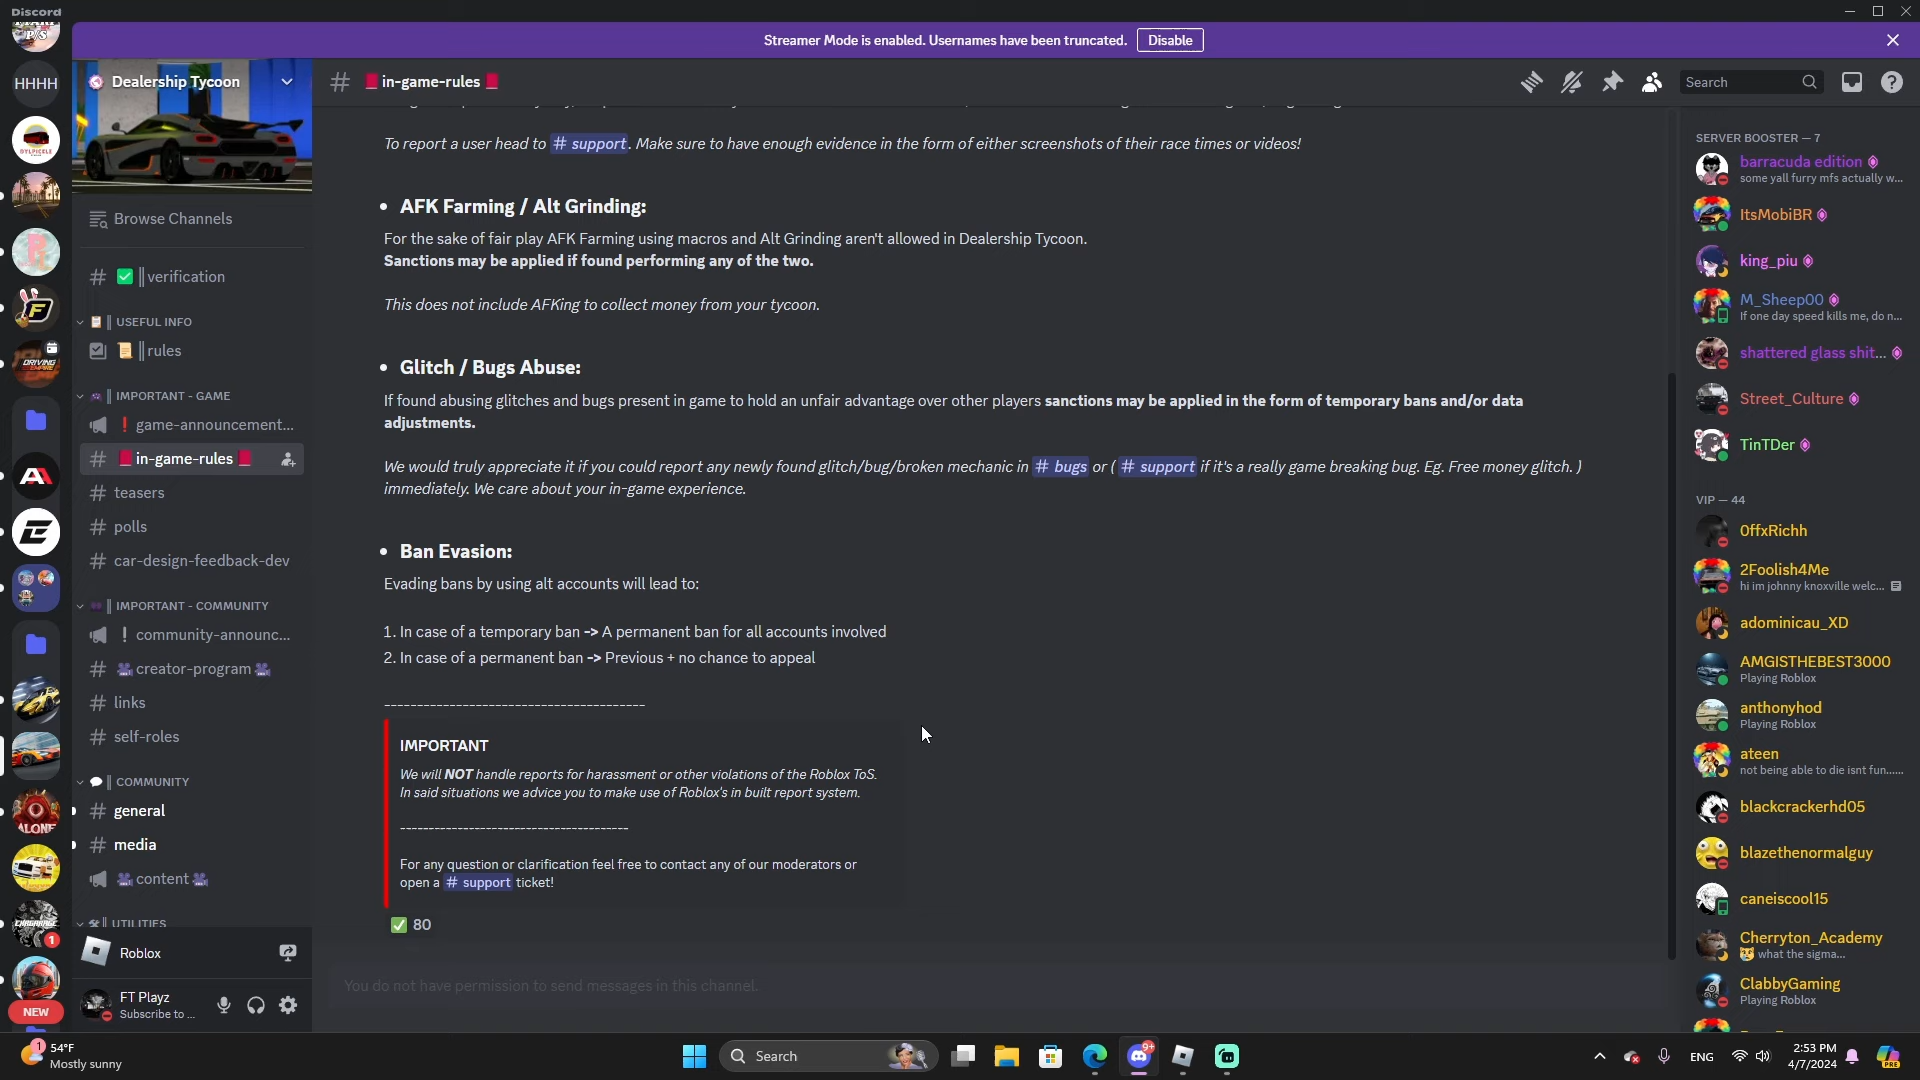 Discord
Streamer Mode is enabled. Usernames have been truncated.
Disable
P/S
HHHH
DRIVING
EMPIRE
ALONE
1
NEW
Dealership Tycoon
Browse Channels
# ✅║verification
📋║USEFUL INFO
📜║rules
🎮║IMPORTANT - GAME
❗game-announcement...
# in-game-rules
# teasers
# polls
# car-design-feedback-dev
║IMPORTANT - COMMUNITY
❕community-announc...
# 🎥creator-program🎥
# links
# self-roles
💬║COMMUNITY
# general
# media
🎥content🎥
🛠║UTILITIES
Roblox
FT Playz
Subscribe to ...
# in-game-rules
Search
To report a user head to # support. Make sure to have enough evidence in the form of either screenshots of their race times or videos!
• AFK Farming / Alt Grinding:
For the sake of fair play AFK Farming using macros and Alt Grinding aren't allowed in Dealership Tycoon.
Sanctions may be applied if found performing any of the two.
This does not include AFKing to collect money from your tycoon.
• Glitch / Bugs Abuse:
If found abusing glitches and bugs present in game to hold an unfair advantage over other players sanctions may be applied in the form of temporary bans and/or data
adjustments.
We would truly appreciate it if you could report any newly found glitch/bug/broken mechanic in # bugs or ( # support if it's a really game breaking bug. Eg. Free money glitch. )
immediately. We care about your in-game experience.
• Ban Evasion:
Evading bans by using alt accounts will lead to:
1. In case of a temporary ban -> A permanent ban for all accounts involved
2. In case of a permanent ban -> Previous + no chance to appeal
----------------------------------------
IMPORTANT
We will NOT handle reports for harassment or other violations of the Roblox ToS.
In said situations we advice you to make use of Roblox's in built report system.
----------------------------------------
For any question or clarification feel free to contact any of our moderators or
open a # support ticket!
✅ 80
You do not have permission to send messages in this channel.
SERVER BOOSTER — 7
barracuda edition
some yall furry mfs actually w...
ItsMobiBR
king_piu
M_Sheep00
If one day speed kills me, do n...
shattered glass shit...
Street_Culture
TinTDer
VIP — 44
0ffxRichh
2Foolish4Me
hi im johnny knoxville welc...
adominicau_XD
AMGISTHEBEST3000
Playing Roblox
anthonyhod
Playing Roblox
ateen
not being able to die isnt fun......
blackcrackerhd05
blazethenormalguy
caneiscool15
Cherryton_Academy
😿 what the sigma...
ClabbyGaming
Playing Roblox
1
54°F
Mostly sunny
Search
9+
ENG
2:53 PM
4/7/2024
PRE